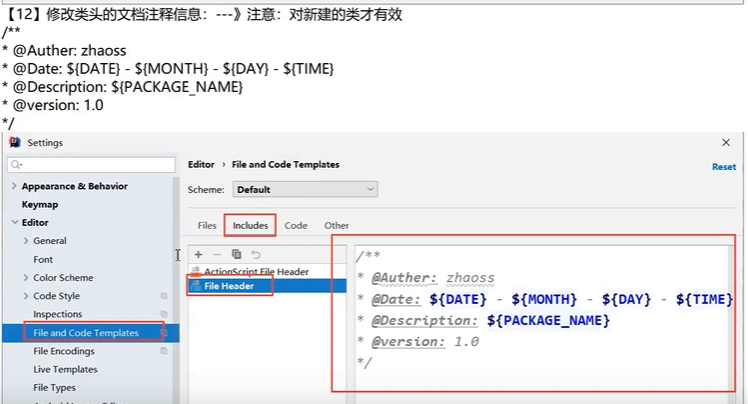 【12】修改类头的文档注释信息：---》注意：对新建的类才有效
/**
* @Auther: zhaoss
* @Date: ${DATE} - ${MONTH} - ${DAY} - ${TIME}
* @Description: ${PACKAGE_NAME}
* @version: 1.0
*/
Settings
Editor › File and Code Templates
Reset
Appearance & Behavior
Scheme: Default
Keymap
Editor
Files Includes Code Other
General
Font
Color Scheme
Code Style
Inspections
File and Code Templates
File Encodings
Live Templates
File Types
ActionScript File Header
File Header
/**
* @Auther: zhaoss
* @Date: ${DATE} - ${MONTH} - ${DAY} - ${TIME}
* @Description: ${PACKAGE_NAME}
* @version: 1.0
*/